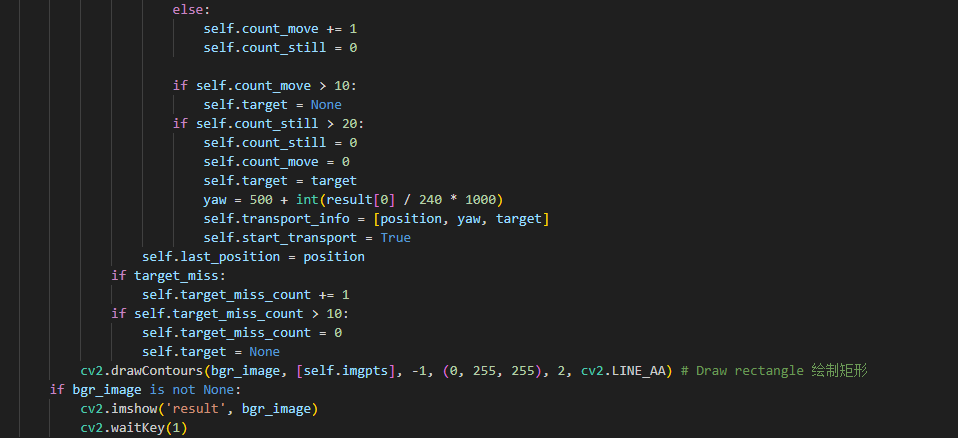 else:
self.count_move += 1
self.count_still = 0
if self.count_move > 10:
self.target = None
if self.count_still > 20:
self.count_still = 0
self.count_move = 0
self.target = target
yaw = 500 + int(result[0] / 240 * 1000)
self.transport_info = [position, yaw, target]
self.start_transport = True
self.last_position = position
if target_miss:
self.target_miss_count += 1
if self.target_miss_count > 10:
self.target_miss_count = 0
self.target = None
cv2.drawContours(bgr_image, [self.imgpts], -1, (0, 255, 255), 2, cv2.LINE_AA) # Draw rectangle 绘制矩形
if bgr_image is not None:
cv2.imshow('result', bgr_image)
cv2.waitKey(1)